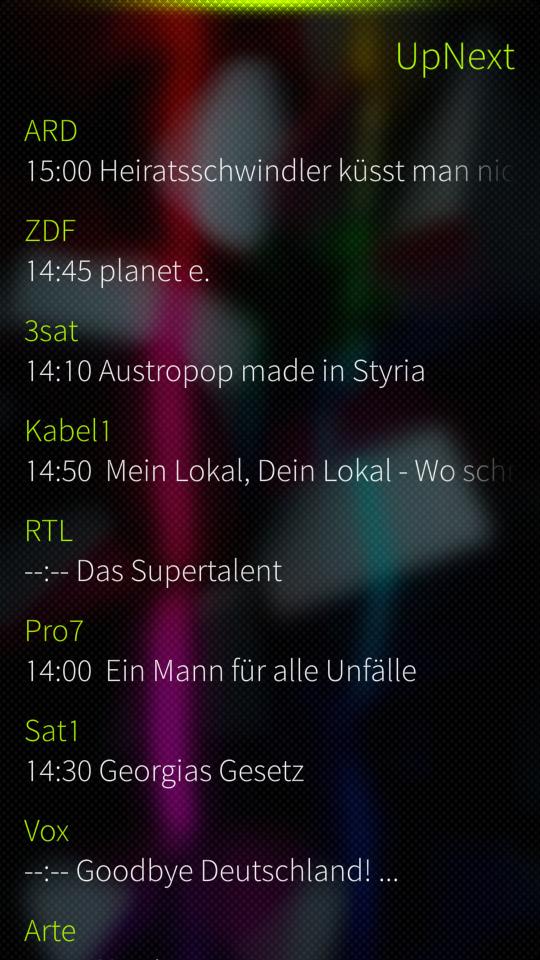 UpNext
ARD
15:00 Heiratsschwindler küsst man
ZDF
14:45 planet e.
3sat
14:10 Austropop made in Styria
Kabel1
14:50  Mein Lokal, Dein Lokal - Wo
RTL
--:-- Das Supertalent
Pro7
14:00  Ein Mann für alle Unfälle
Sat1
14:30 Georgias Gesetz
Vox
--:-- Goodbye Deutschland! ...
Arte